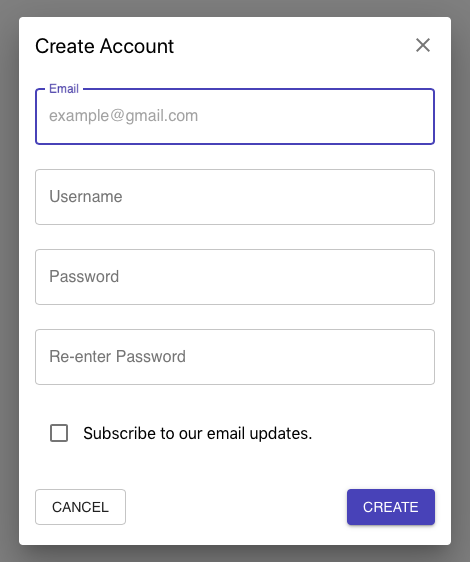 Create Account
Email
example@gmail.com
Username
Password
Re-enter Password
Subscribe to our email updates.
CANCEL
CREATE